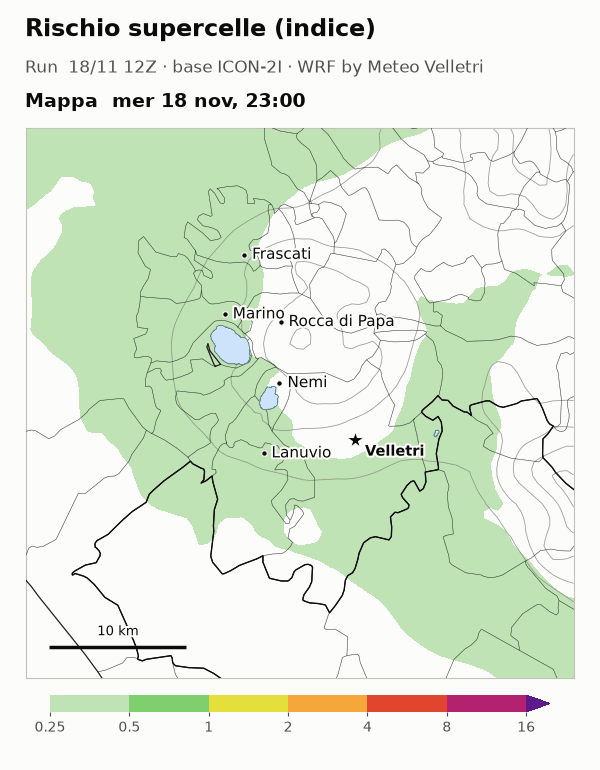 Rischio supercelle (indice)
Run  18/11 12Z · base ICON-2I · WRF by Meteo Velletri
Mappa  mer 18 nov, 23:00
Frascati
Marino
Rocca di Papa
Nemi
Velletri
Lanuvio
10 km
0.25 0.5 1 2 4 8 16